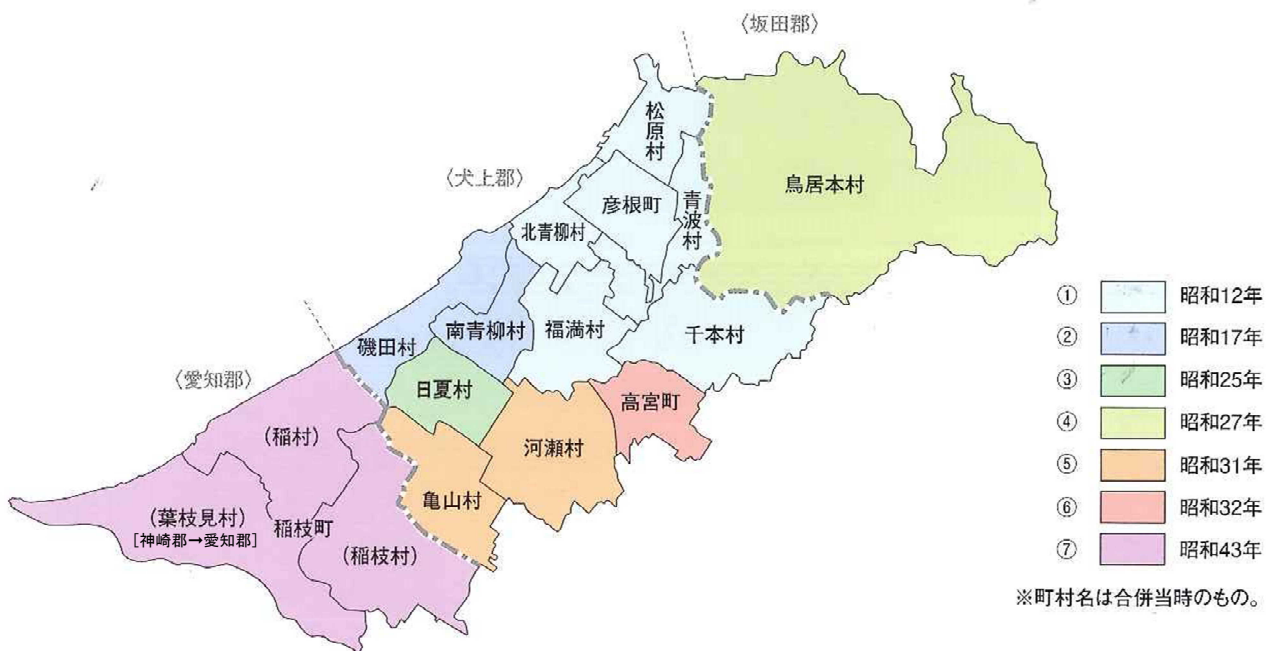 〈坂田郡〉
松原村
鳥居本村
〈犬上郡〉
彦根町
青波村
北青柳村
南青柳村
福満村
千本村
磯田村
〈愛知郡〉
日夏村
高宮町
(稲村)
河瀬村
亀山村
(葉枝見村)
[神崎郡→愛知郡]
稲枝町
(稲枝村)
① 昭和12年
② 昭和17年
③ 昭和25年
④ 昭和27年
⑤ 昭和31年
⑥ 昭和32年
⑦ 昭和43年
※町村名は合併当時のもの。